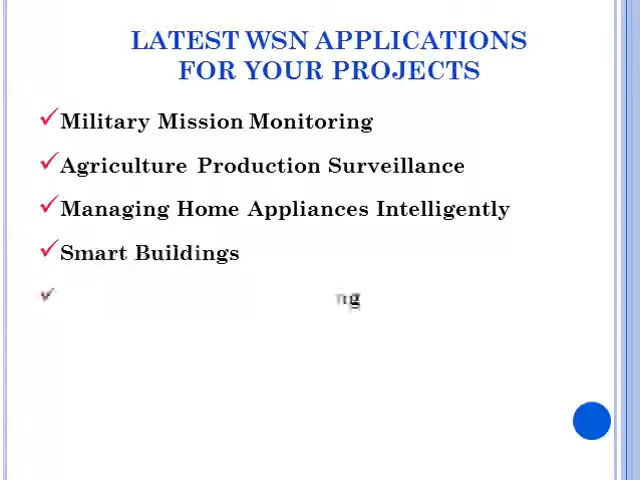 LATEST WSN APPLICATIONS
FOR YOUR PROJECTS
Military Mission Monitoring
Agriculture Production Surveillance
Managing Home Appliances Intelligently
Smart Buildings